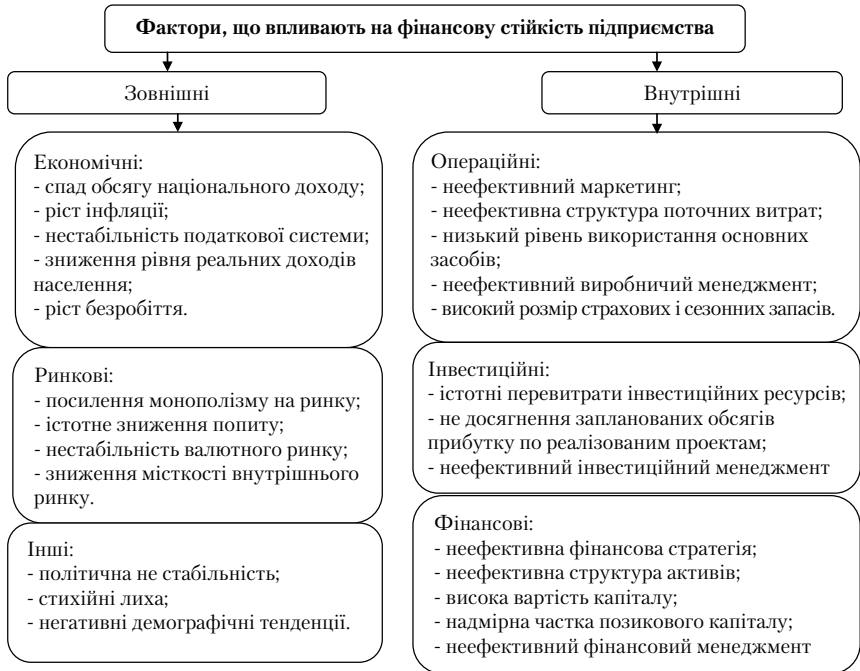 Фактори, що впливають на фінансову стійкість підприємства
Зовнішні
Економічні:
- спад обсягу національного доходу;
- ріст інфляції;
- нестабільність податкової системи;
- зниження рівня реальних доходів
населення;
- ріст безробіття.
Ринкові:
- посилення монополізму на ринку;
- істотне зниження попиту;
- нестабільність валютного ринку;
- зниження місткості внутрішнього
ринку.
Інші:
- політична не стабільність;
- стихійні лиха;
- негативні демографічні тенденції.
Внутрішні
Операційні:
- неефективний маркетинг;
- неефективна структура поточних витрат;
- низький рівень використання основних
засобів;
- неефективний виробничий менеджмент;
- високий розмір страхових і сезонних запасів.
Інвестиційні:
- істотні перевитрати інвестиційних ресурсів;
- не досягнення запланованих обсягів
прибутку по реалізованим проектам;
- неефективний інвестиційний менеджмент
Фінансові:
- неефективна фінансова стратегія;
- неефективна структура активів;
- висока вартість капіталу;
- надмірна частка позикового капіталу;
- неефективний фінансовий менеджмент